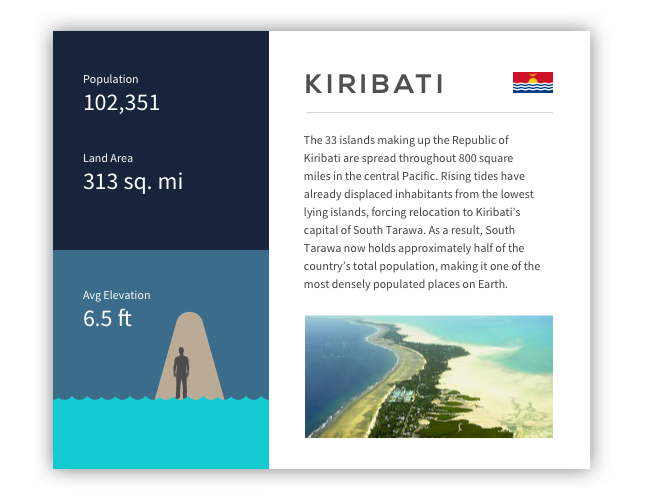 Population
102,351
Land Area
313 sq. mi
Avg Elevation
6.5 ft
KIRIBATI
The 33 islands making up the Republic of
Kiribati are spread throughout 800 square
miles in the central Pacific. Rising tides have
already displaced inhabitants from the lowest
lying islands, forcing relocation to Kiribati's
capital of South Tarawa. As a result, South
Tarawa now holds approximately half of the
country's total population, making it one of the
most densely populated places on Earth.